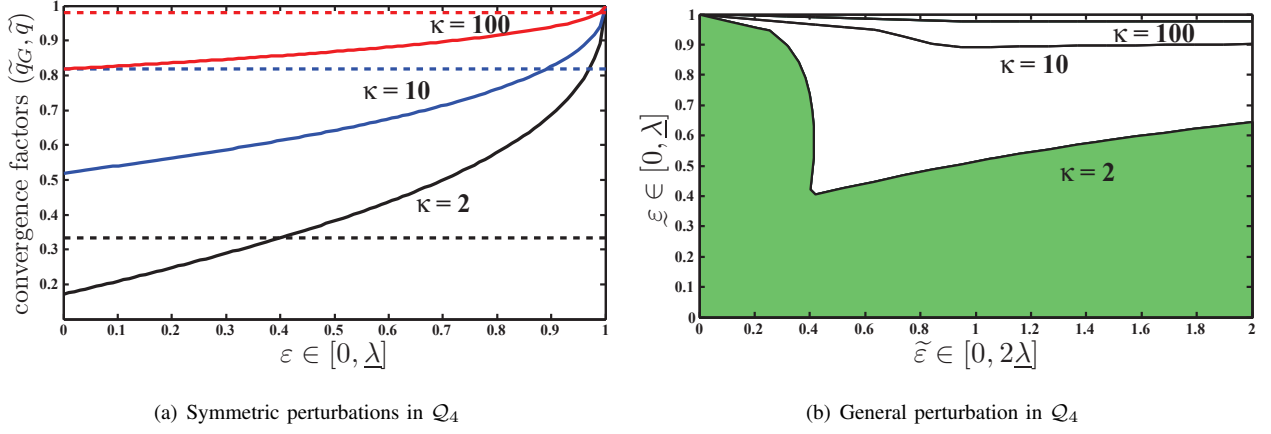 convergence factors (q̃_G, q̃)
1
0.9
0.8
0.7
0.6
0.5
0.4
0.3
0.2
κ = 100
κ = 10
κ = 2
0 0.1 0.2 0.3 0.4 0.5 0.6 0.7 0.8 0.9 1
ε ∈ [0, λ̲]
(a) Symmetric perturbations in 𝒬₄
ε̰ ∈ [0, λ̲]
1
0.9
0.8
0.7
0.6
0.5
0.4
0.3
0.2
0.1
0
κ = 100
κ = 10
κ = 2
0 0.2 0.4 0.6 0.8 1 1.2 1.4 1.6 1.8 2
ε̃ ∈ [0, 2λ̲]
(b) General perturbation in 𝒬₄